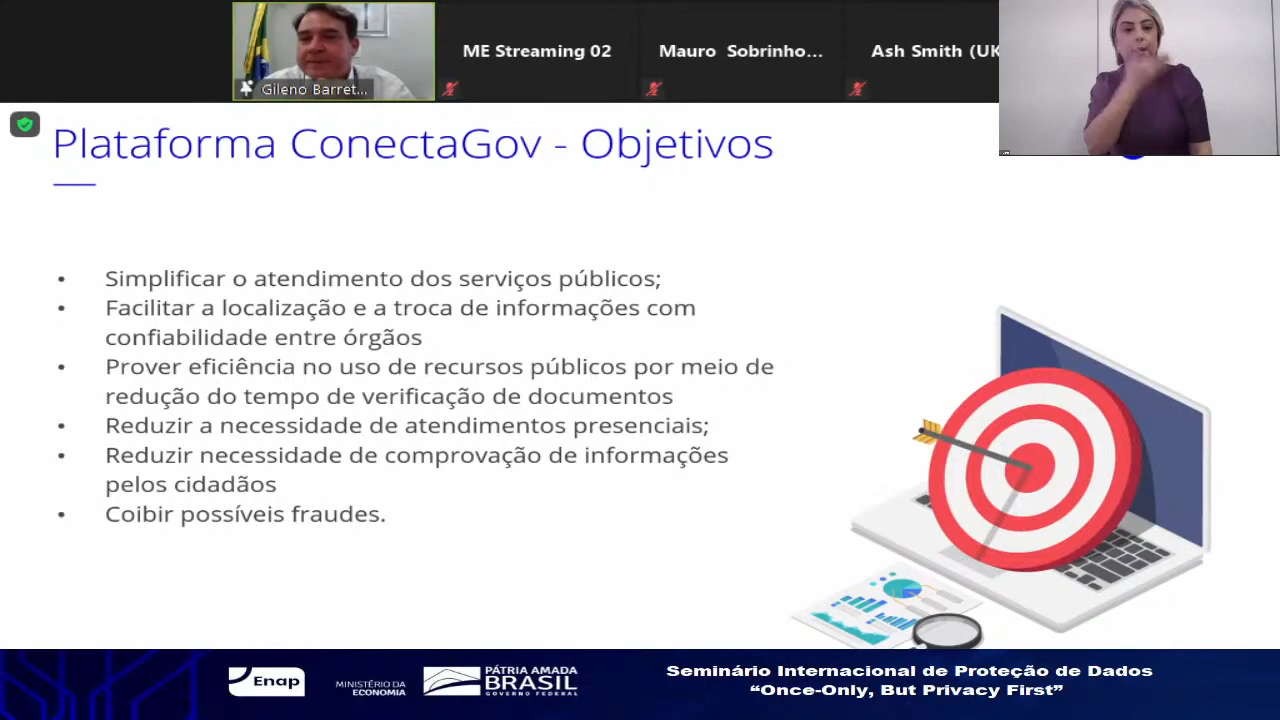 ME Streaming 02
Mauro Sobrinho...
Ash Smith (UK
Gileno Barret...
Plataforma ConectaGov - Objetivos
• Simplificar o atendimento dos serviços públicos;
• Facilitar a localização e a troca de informações com
confiabilidade entre órgãos
• Prover eficiência no uso de recursos públicos por meio de
redução do tempo de verificação de documentos
• Reduzir a necessidade de atendimentos presenciais;
• Reduzir necessidade de comprovação de informações
pelos cidadãos
• Coibir possíveis fraudes.
Enap
MINISTÉRIO DA
ECONOMIA
PÁTRIA AMADA
BRASIL
GOVERNO FEDERAL
Seminário Internacional de Proteção de Dados
“Once-Only, But Privacy First”